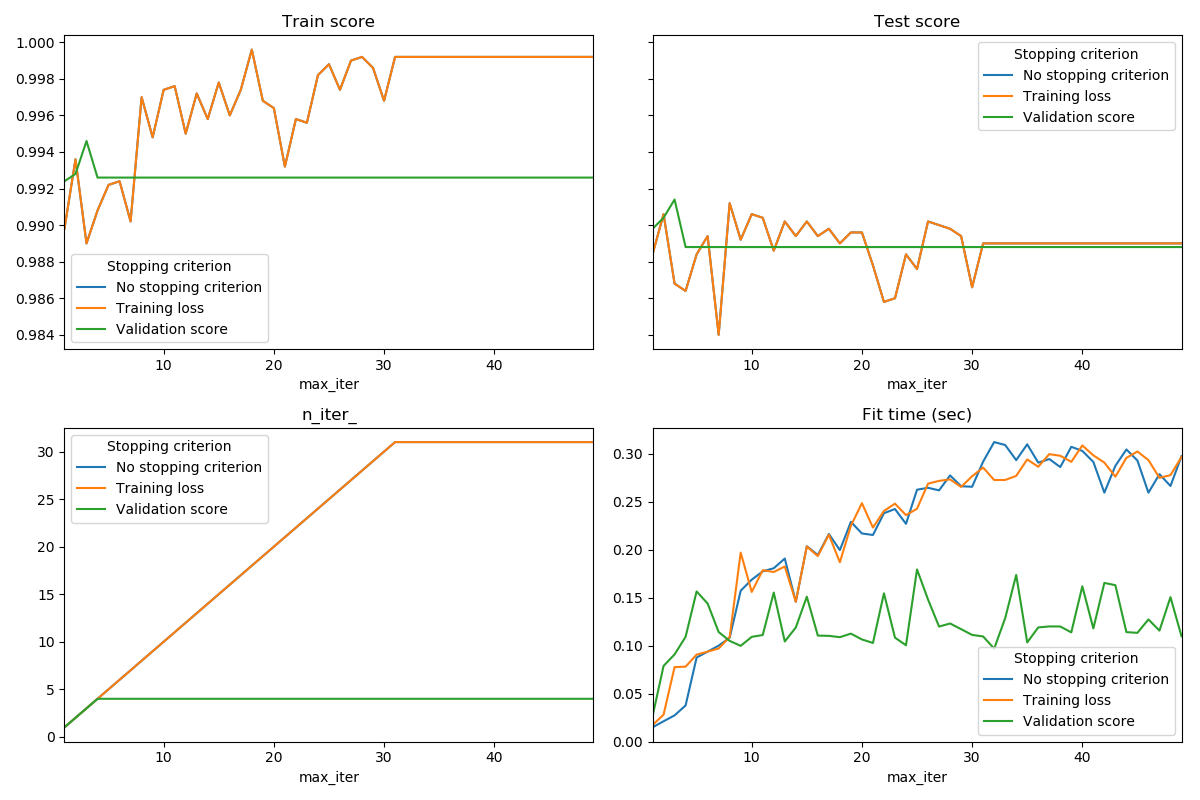 Train score
1.000
0.998
0.996
0.994
0.992
0.990
0.988
0.986
0.984
Stopping criterion
No stopping criterion
Training loss
Validation score
10
20
30
40
max_iter
Test score
Stopping criterion
No stopping criterion
Training loss
Validation score
10
20
30
40
max_iter
n_iter_
30
25
20
15
10
5
0
Stopping criterion
No stopping criterion
Training loss
Validation score
10
20
30
40
max_iter
Fit time (sec)
0.30
0.25
0.20
0.15
0.10
0.05
0.00
Stopping criterion
No stopping criterion
Training loss
Validation score
10
20
30
40
max_iter